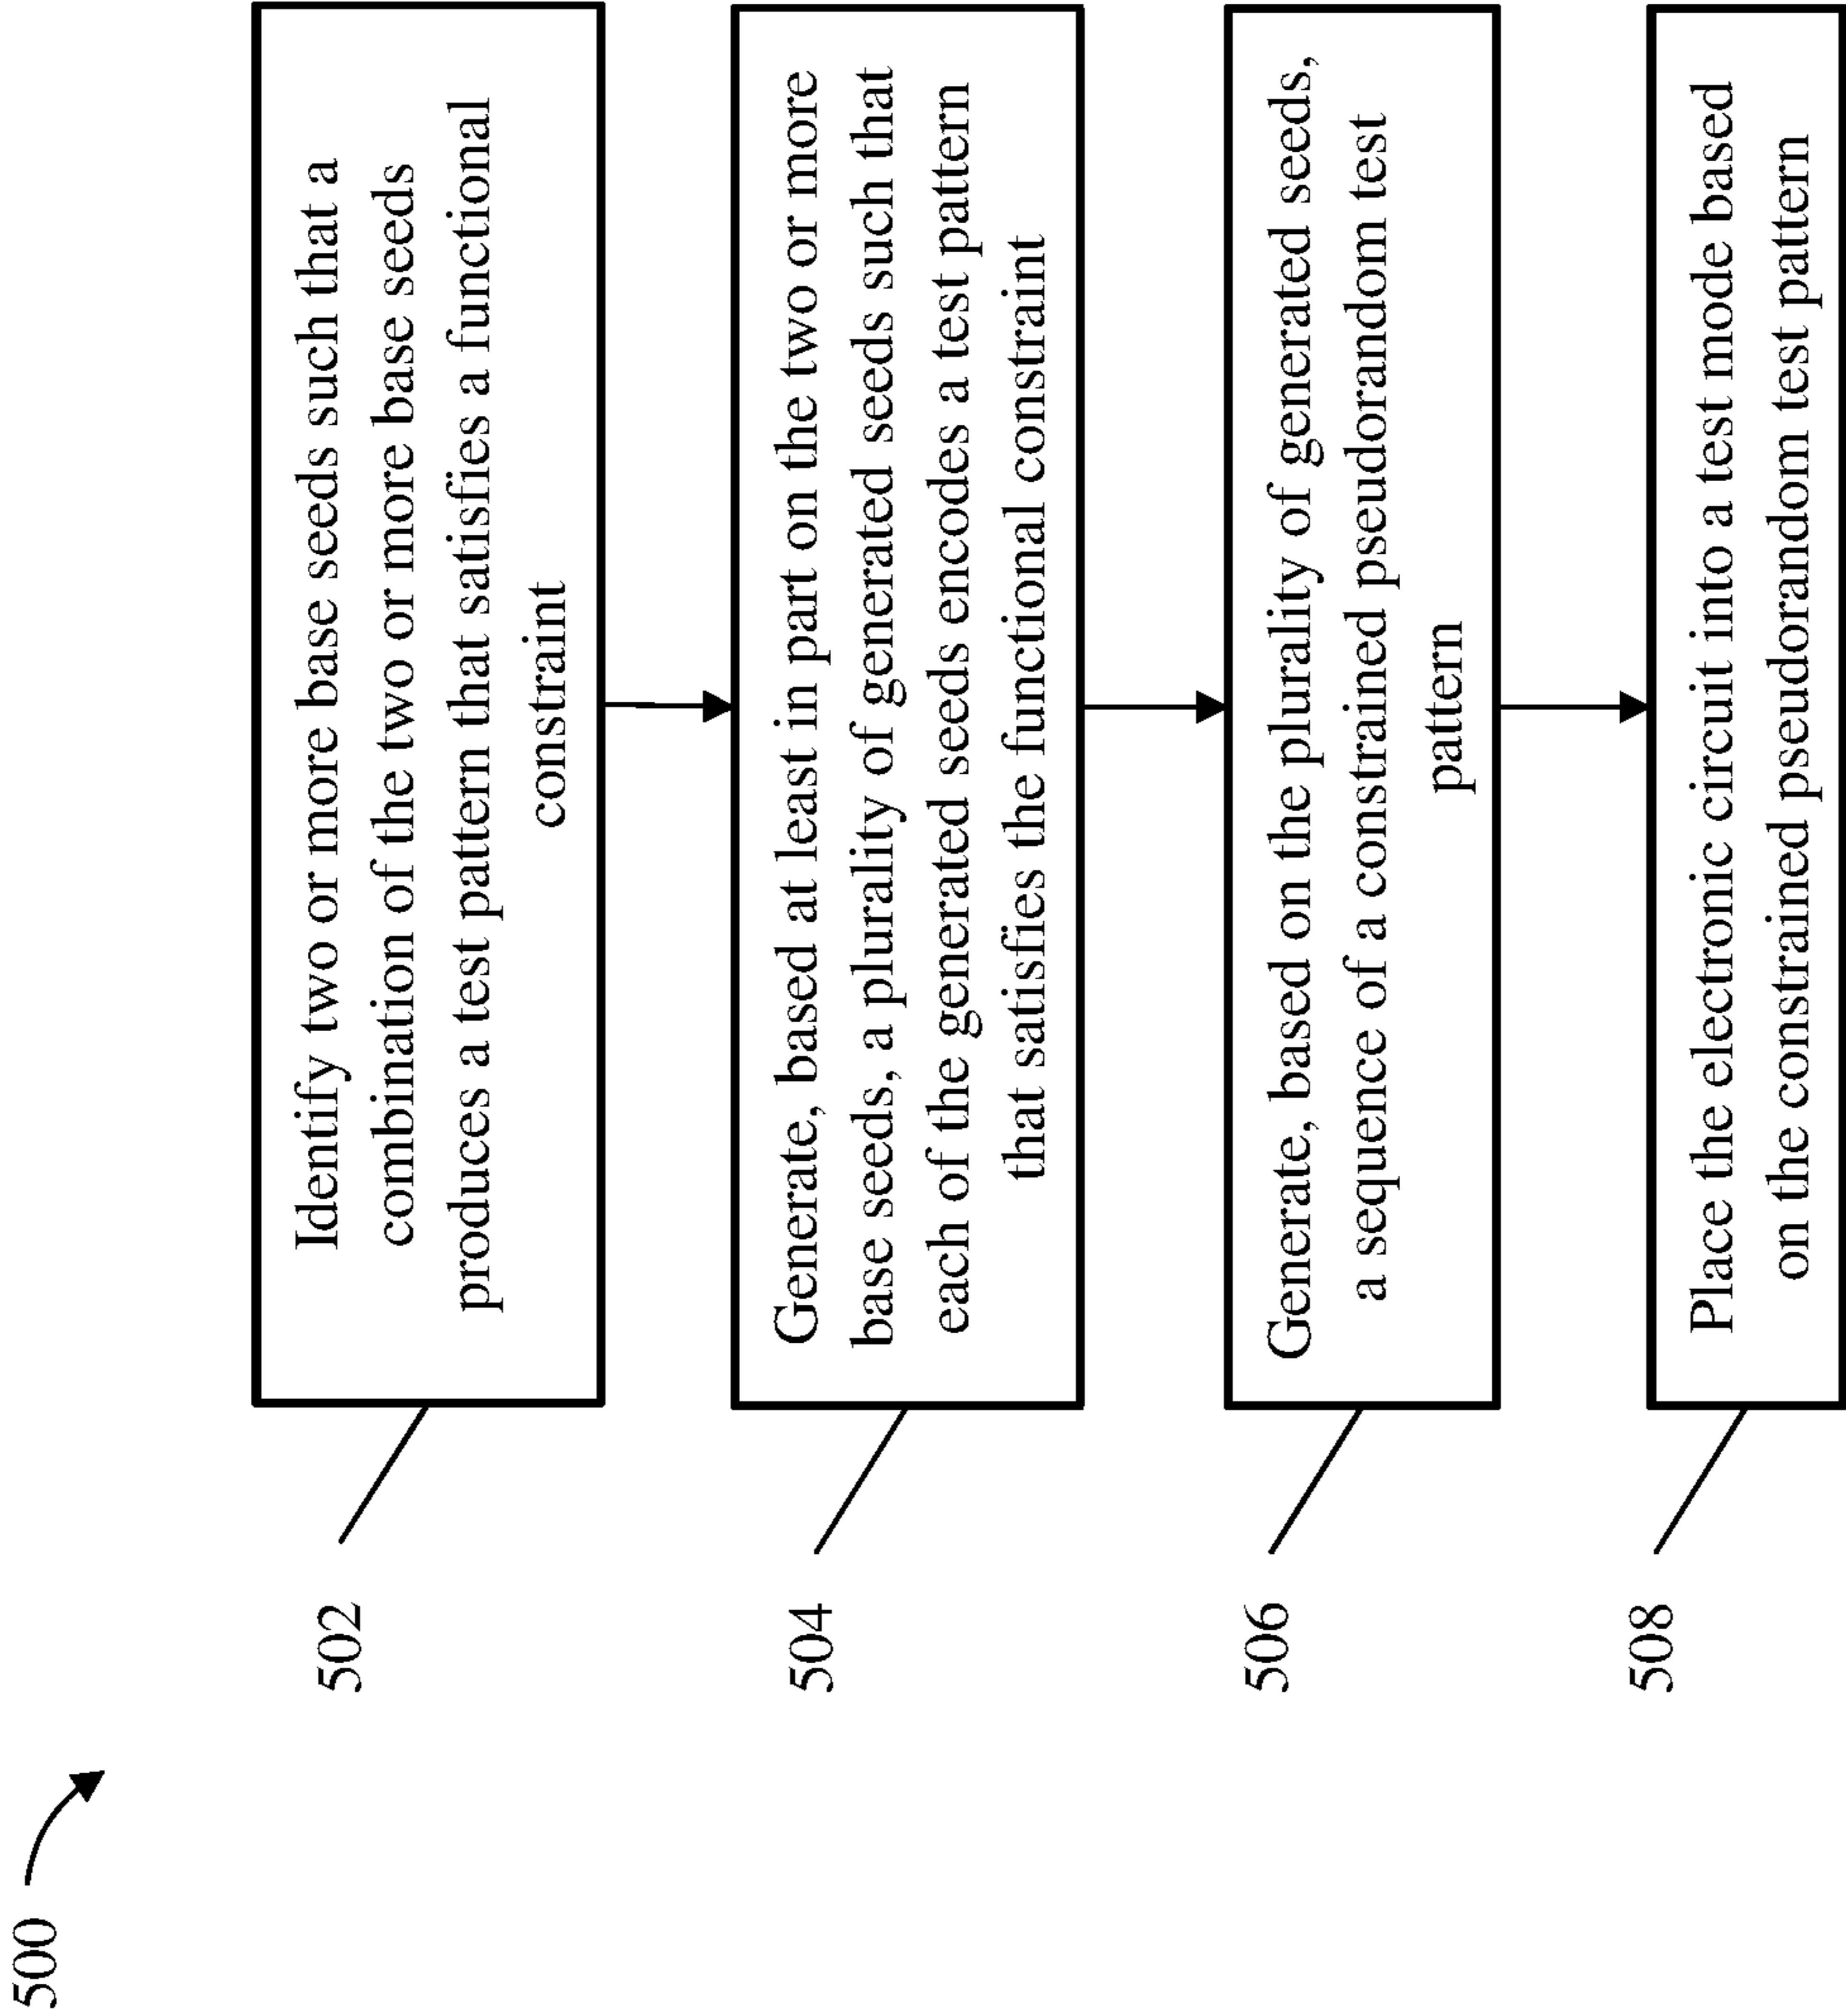 500
502
Identify two or more base seeds such that a
combination of the two or more base seeds
produces a test pattern that satisfies a functional
constraint
504
Generate, based at least in part on the two or more
base seeds, a plurality of generated seeds such that
each of the generated seeds encodes a test pattern
that satisfies the functional constraint
506
Generate, based on the plurality of generated seeds,
a sequence of a constrained pseudorandom test
pattern
508
Place the electronic circuit into a test mode based
on the constrained pseudorandom test pattern